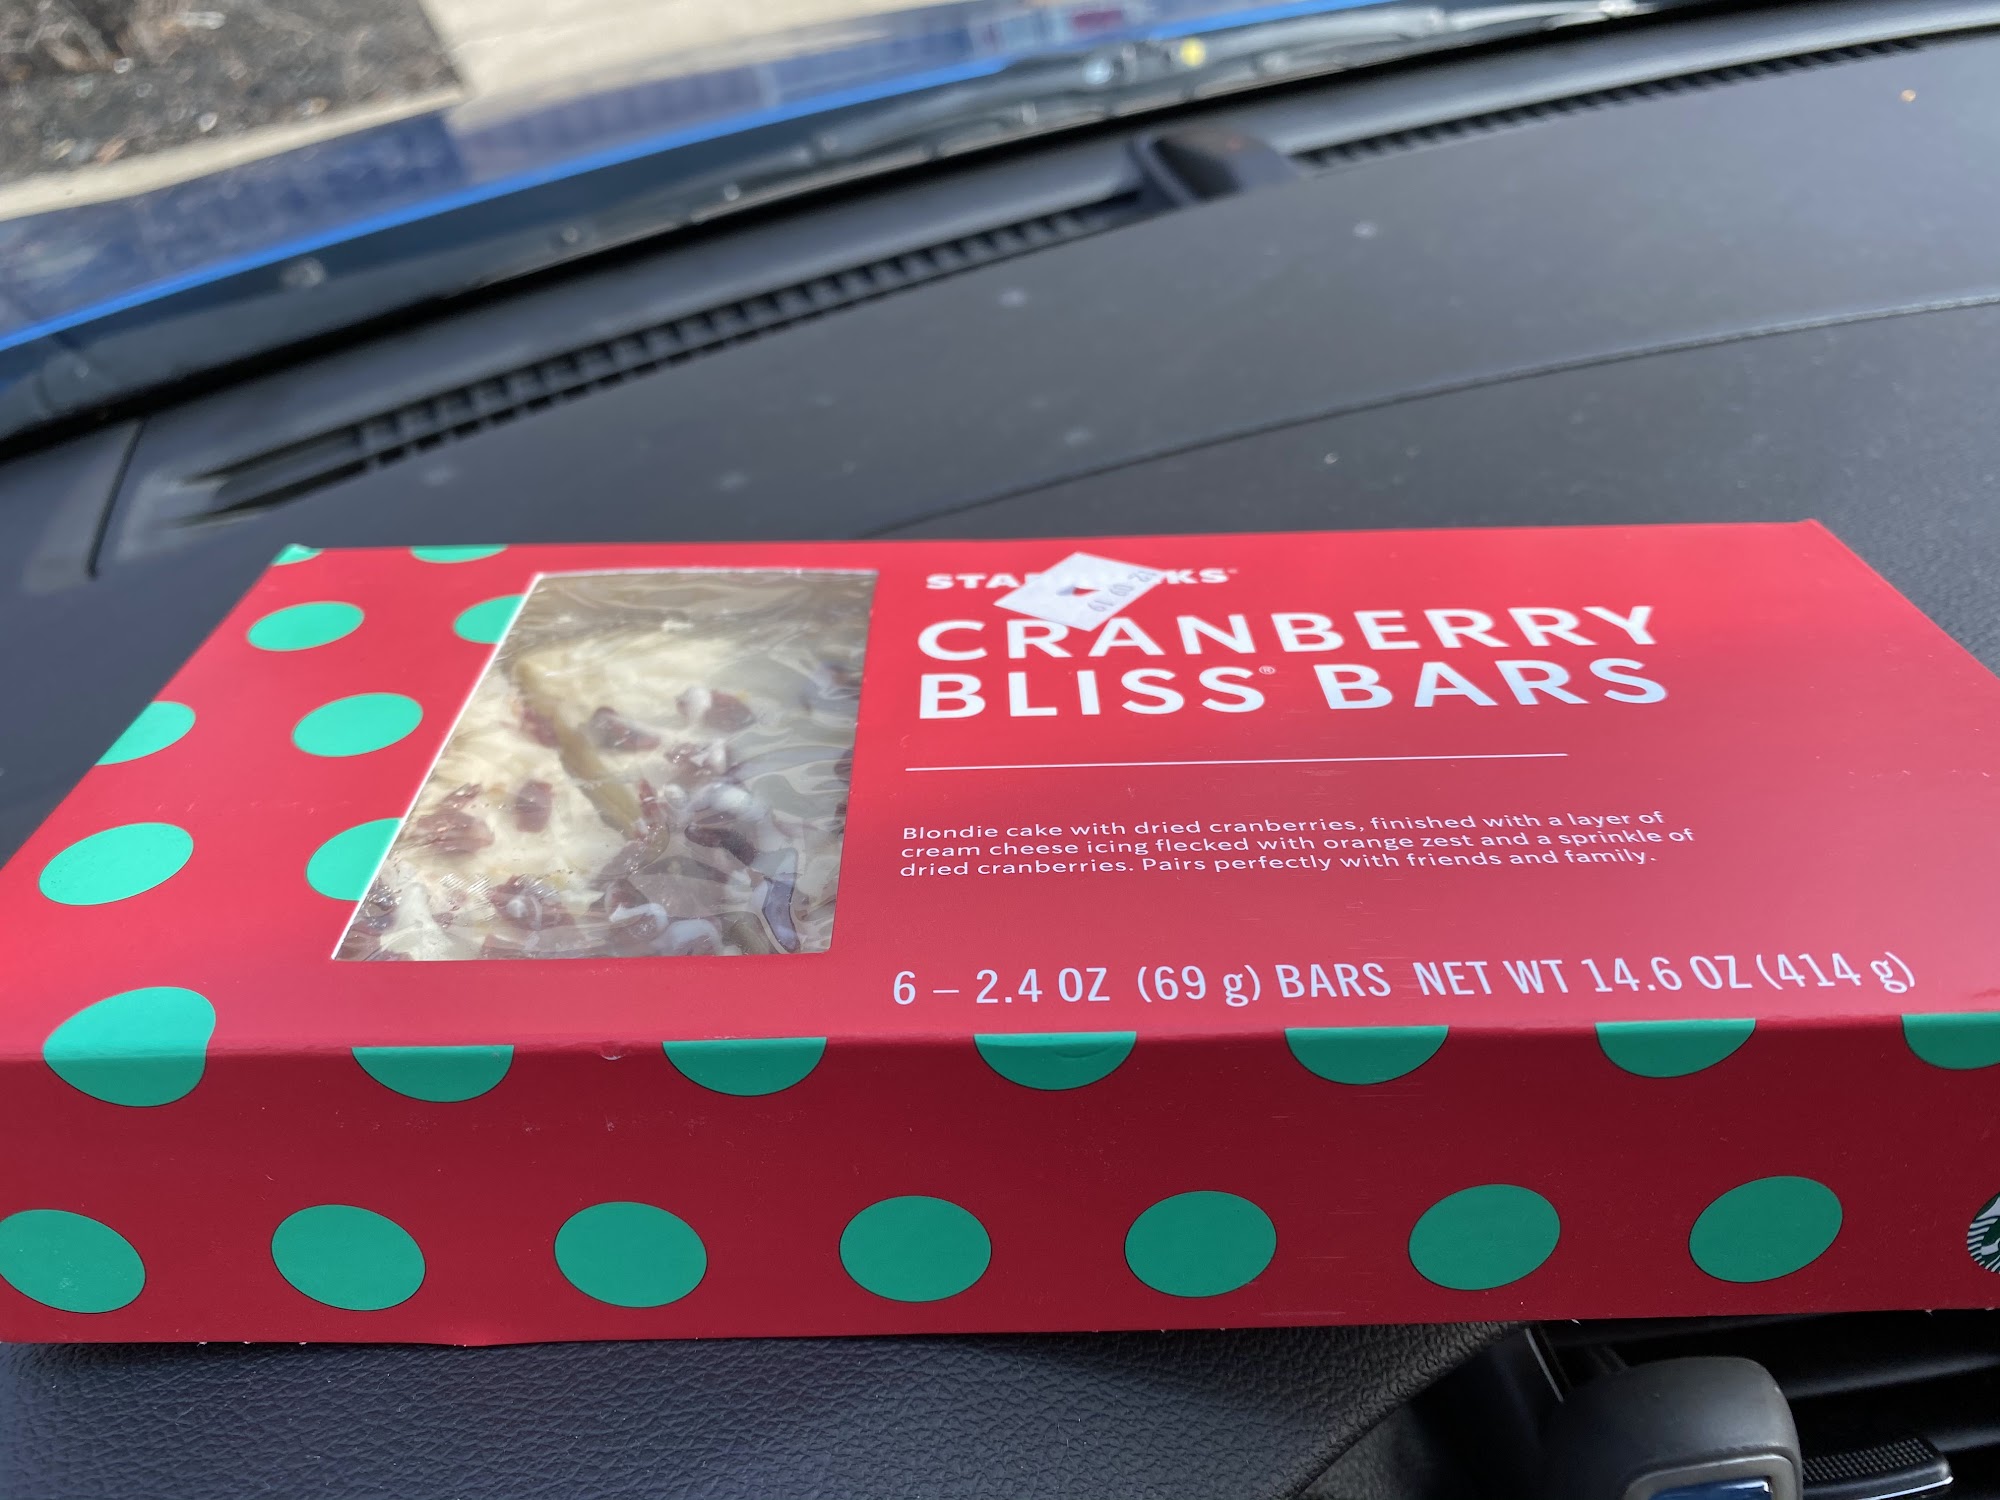 CRANBERRY
BLISS® BARS
Blondie cake with dried cranberries, finished with a layer of
cream cheese icing flecked with orange zest and a sprinkle of
dried cranberries. Pairs perfectly with friends and family.
6 – 2.4 OZ (69 g) BARS NET WT 14.6 OZ (414 g)